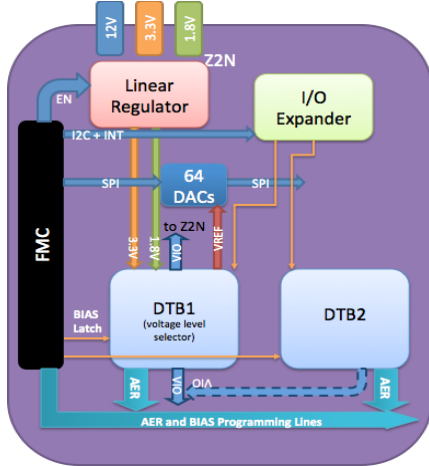 12V
3.3V
1.8V
Z2N
Linear
Regulator
EN
I/O
Expander
I2C + INT
FMC
SPI
64
DACs
SPI
to Z2N
3.3V
1.8V
VIO
VREF
DTB1
(voltage level
selector)
DTB2
BIAS
Latch
AER
VIO
VIO
AER
AER and BIAS Programming Lines